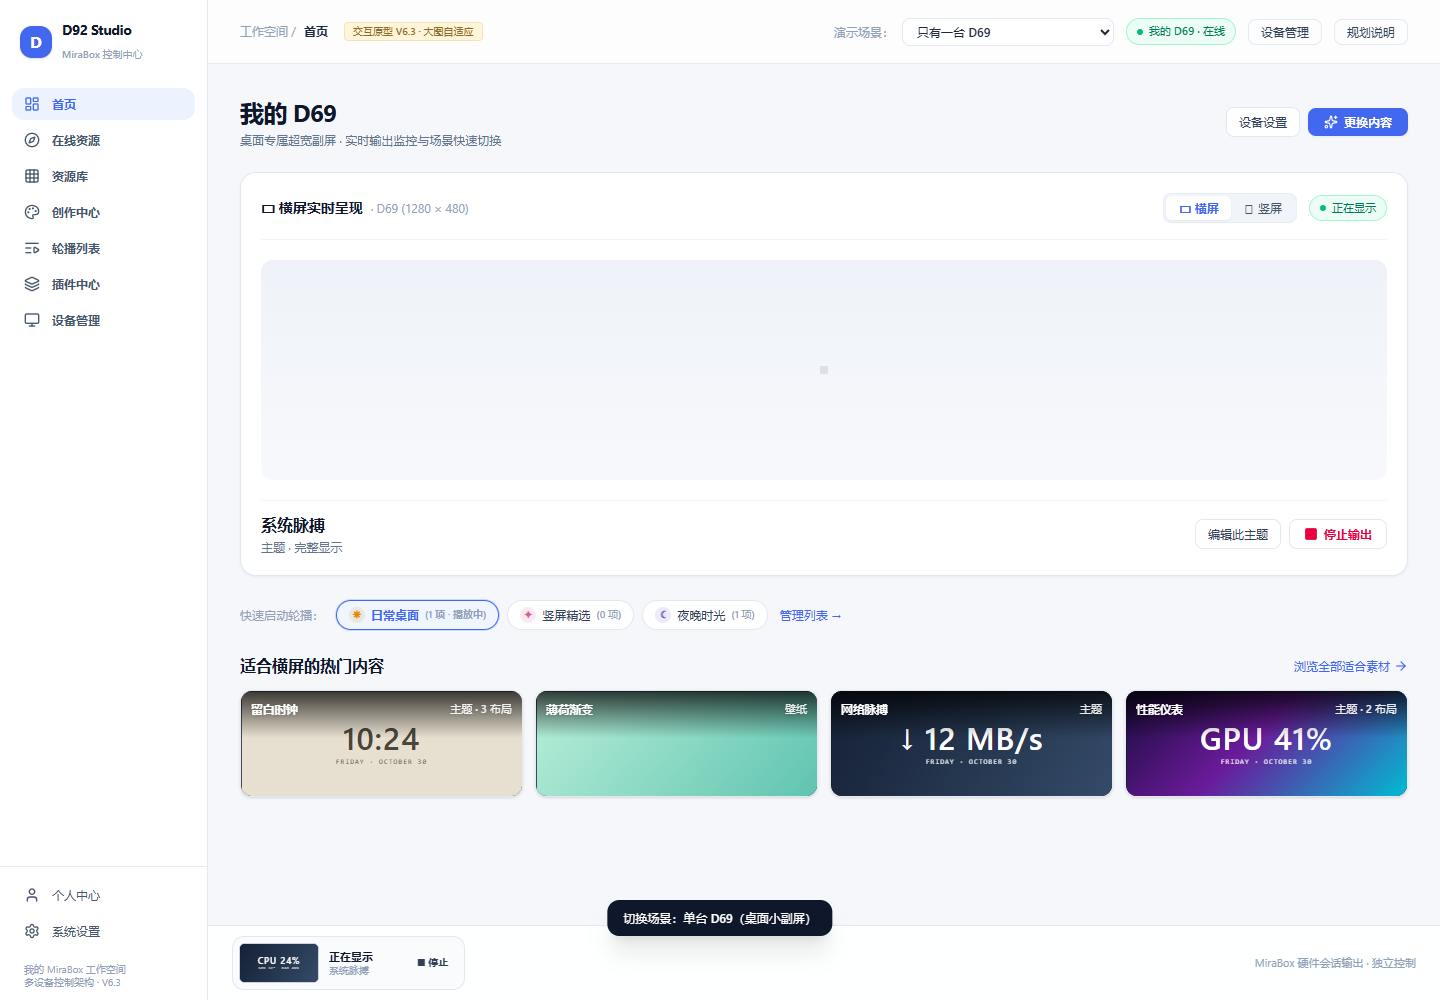 D
D92 Studio
MiraBox 控制中心
首页
在线资源
资源库
创作中心
轮播列表
插件中心
设备管理
个人中心
系统设置
我的 MiraBox 工作空间
多设备控制架构 · V6.3
工作空间 / 首页
交互原型 V6.3 · 大图自适应
演示场景:
只有一台 D69
我的 D69 · 在线
设备管理
规划说明
我的 D69
桌面专属超宽副屏 · 实时输出监控与场景快速切换
设备设置
更换内容
横屏实时呈现 · D69 (1280 × 480)
横屏
竖屏
正在显示
系统脉搏
主题 · 完整显示
编辑此主题
停止输出
快速启动轮播:
日常桌面 (1 项 · 播放中)
竖屏精选 (0 项)
夜晚时光 (1 项)
管理列表 →
适合横屏的热门内容
浏览全部适合素材 →
留白时钟
主题 · 3 布局
10:24
FRIDAY · OCTOBER 30
薄荷渐变
壁纸
网络脉搏
主题
↓ 12 MB/s
FRIDAY · OCTOBER 30
性能仪表
主题 · 2 布局
GPU 41%
FRIDAY · OCTOBER 30
切换场景：单台 D69（桌面小副屏）
CPU 24%
正在显示
系统脉搏
停止
MiraBox 硬件会话输出 · 独立控制